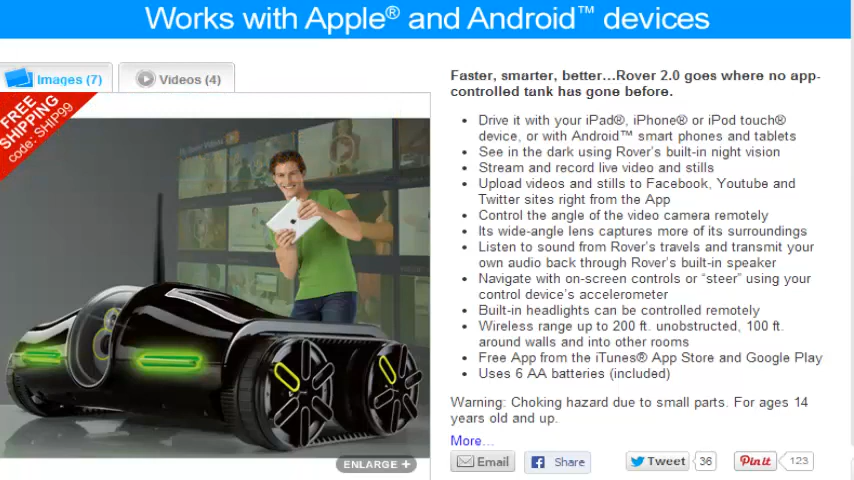 Works with Apple® and Android™ devices
Images (7)
Videos (4)
FREE
SHIPPING
code: SHIP99
Faster, smarter, better…Rover 2.0 goes where no app-
controlled tank has gone before.
Drive it with your iPad®, iPhone® or iPod touch®
device, or with Android™ smart phones and tablets
See in the dark using Rover's built-in night vision
Stream and record live video and stills
Upload videos and stills to Facebook, Youtube and
Twitter sites right from the App
Control the angle of the video camera remotely
Its wide-angle lens captures more of its surroundings
Listen to sound from Rover's travels and transmit your
own audio back through Rover's built-in speaker
Navigate with on-screen controls or "steer" using your
control device's accelerometer
Built-in headlights can be controlled remotely
Wireless range up to 200 ft. unobstructed, 100 ft.
around walls and into other rooms
Free App from the iTunes® App Store and Google Play
Uses 6 AA batteries (included)
Warning: Choking hazard due to small parts. For ages 14
years old and up.
More...
ENLARGE +
Email
Share
Tweet
36
Pin it
123